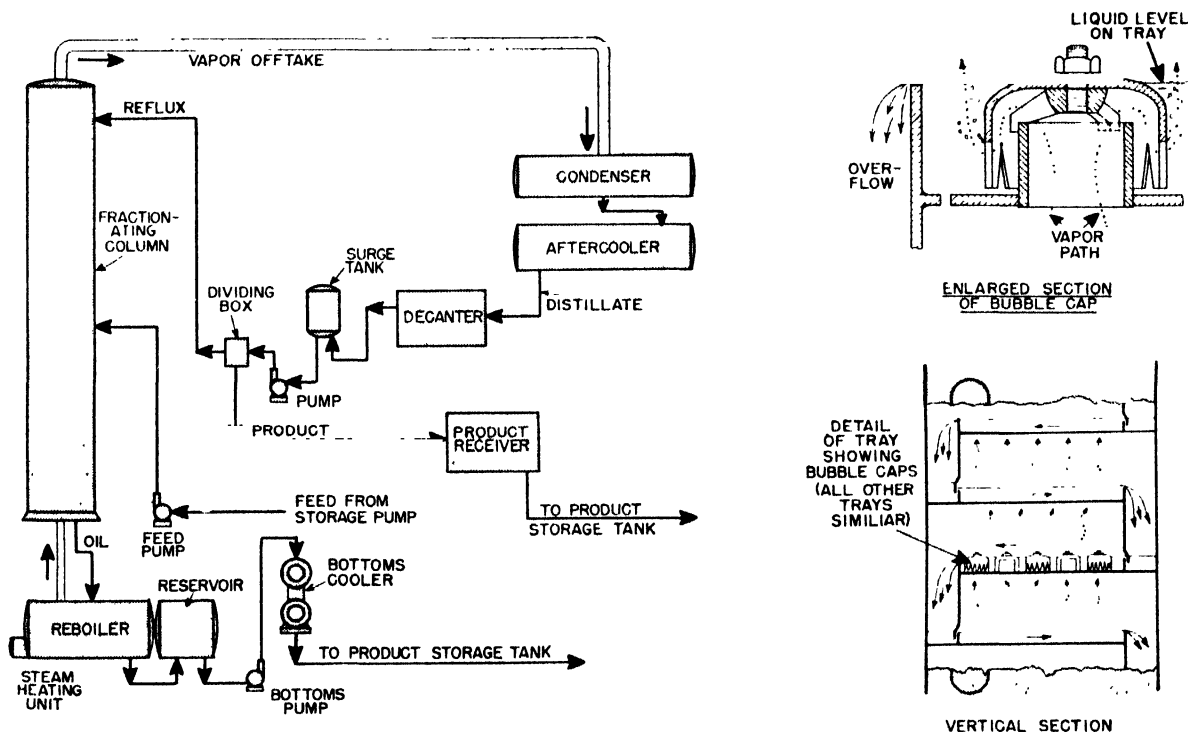 VAPOR OFFTAKE
REFLUX
FRACTION-
ATING
COLUMN
CONDENSER
AFTERCOOLER
SURGE
TANK
DIVIDING
BOX
DECANTER
DISTILLATE
PUMP
PRODUCT
PRODUCT
RECEIVER
FEED FROM
STORAGE PUMP
TO PRODUCT
STORAGE TANK
FEED
PUMP
OIL
RESERVOIR
BOTTOMS
COOLER
REBOILER
TO PRODUCT STORAGE TANK
STEAM
HEATING
UNIT
BOTTOMS
PUMP
LIQUID LEVEL
ON TRAY
OVER-
FLOW
VAPOR
PATH
ENLARGED SECTION
OF BUBBLE CAP
DETAIL
OF TRAY
SHOWING
BUBBLE CAPS
(ALL OTHER
TRAYS
SIMILIAR)
VERTICAL SECTION